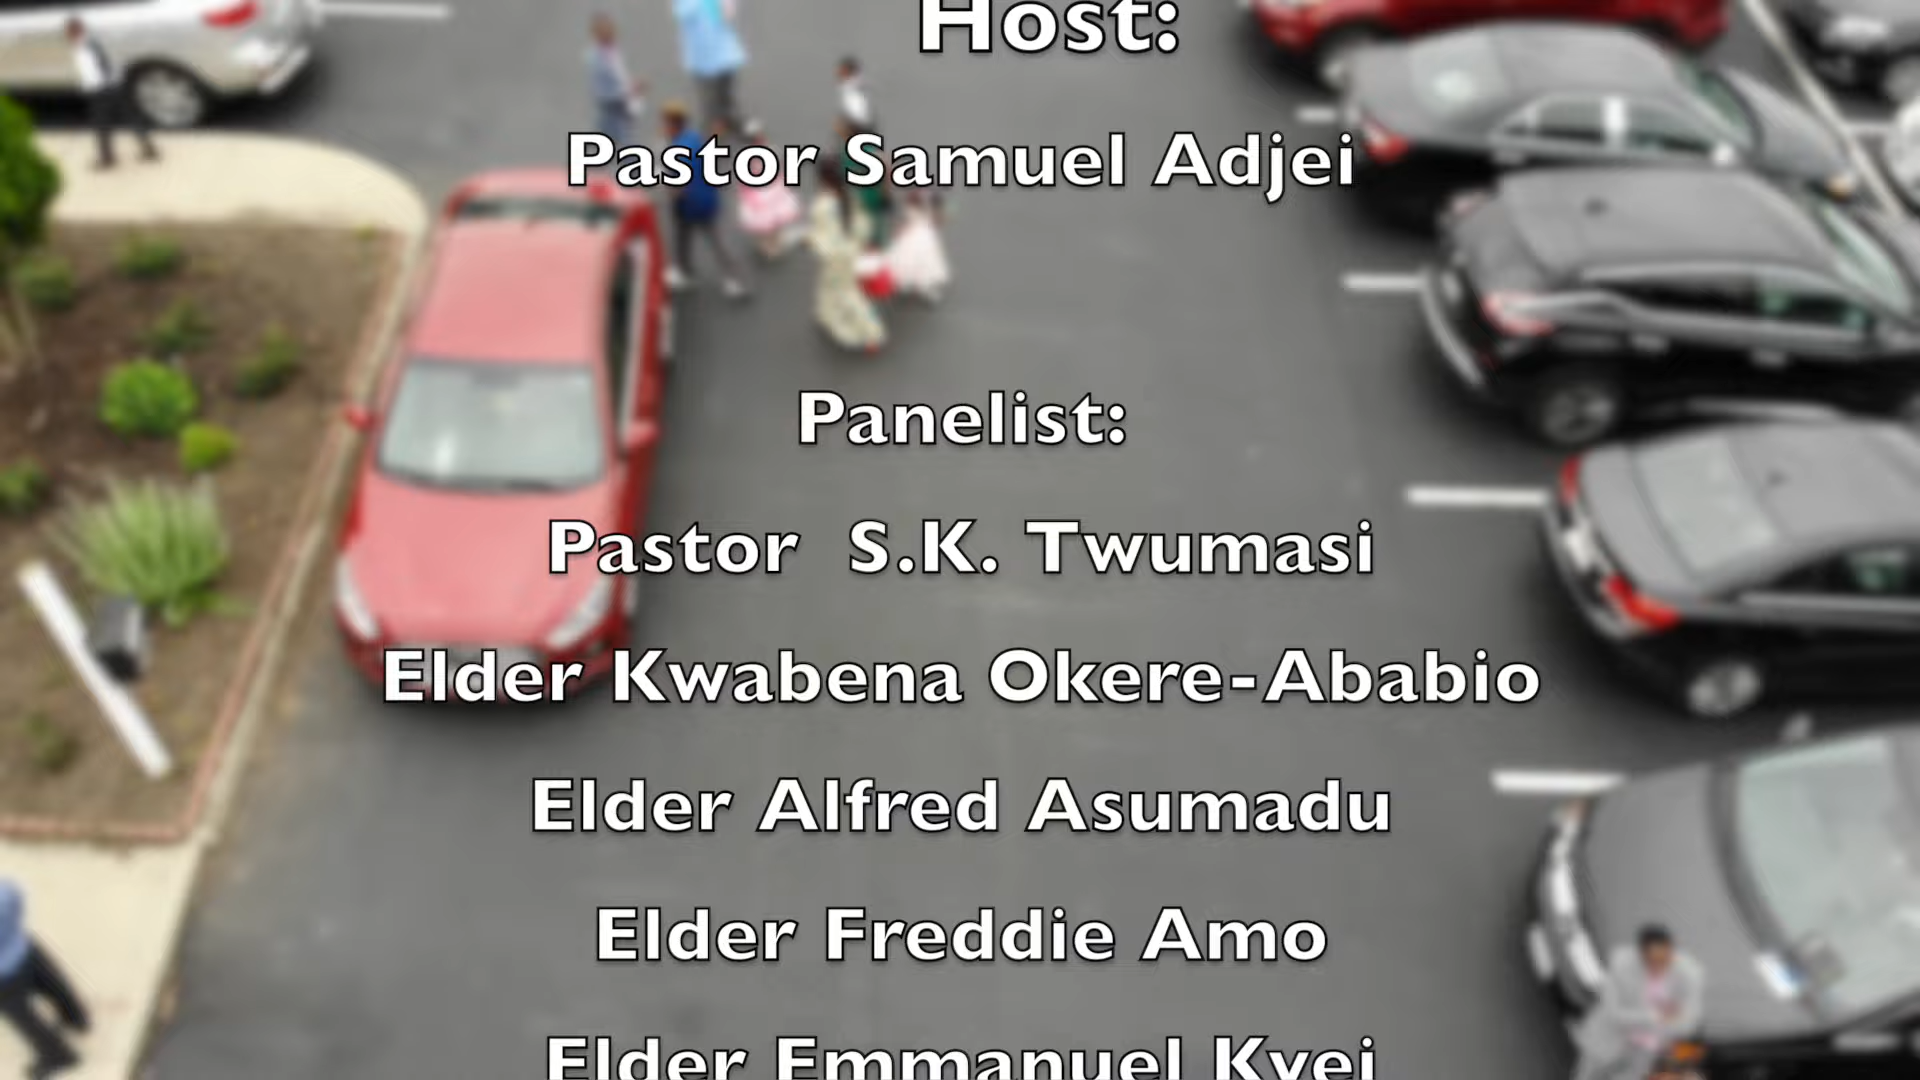 Host:
Pastor Samuel Adjei
Panelist:
Pastor S.K. Twumasi
Elder Kwabena Okere-Ababio
Elder Alfred Asumadu
Elder Freddie Amo
Elder Emmanuel Kyei